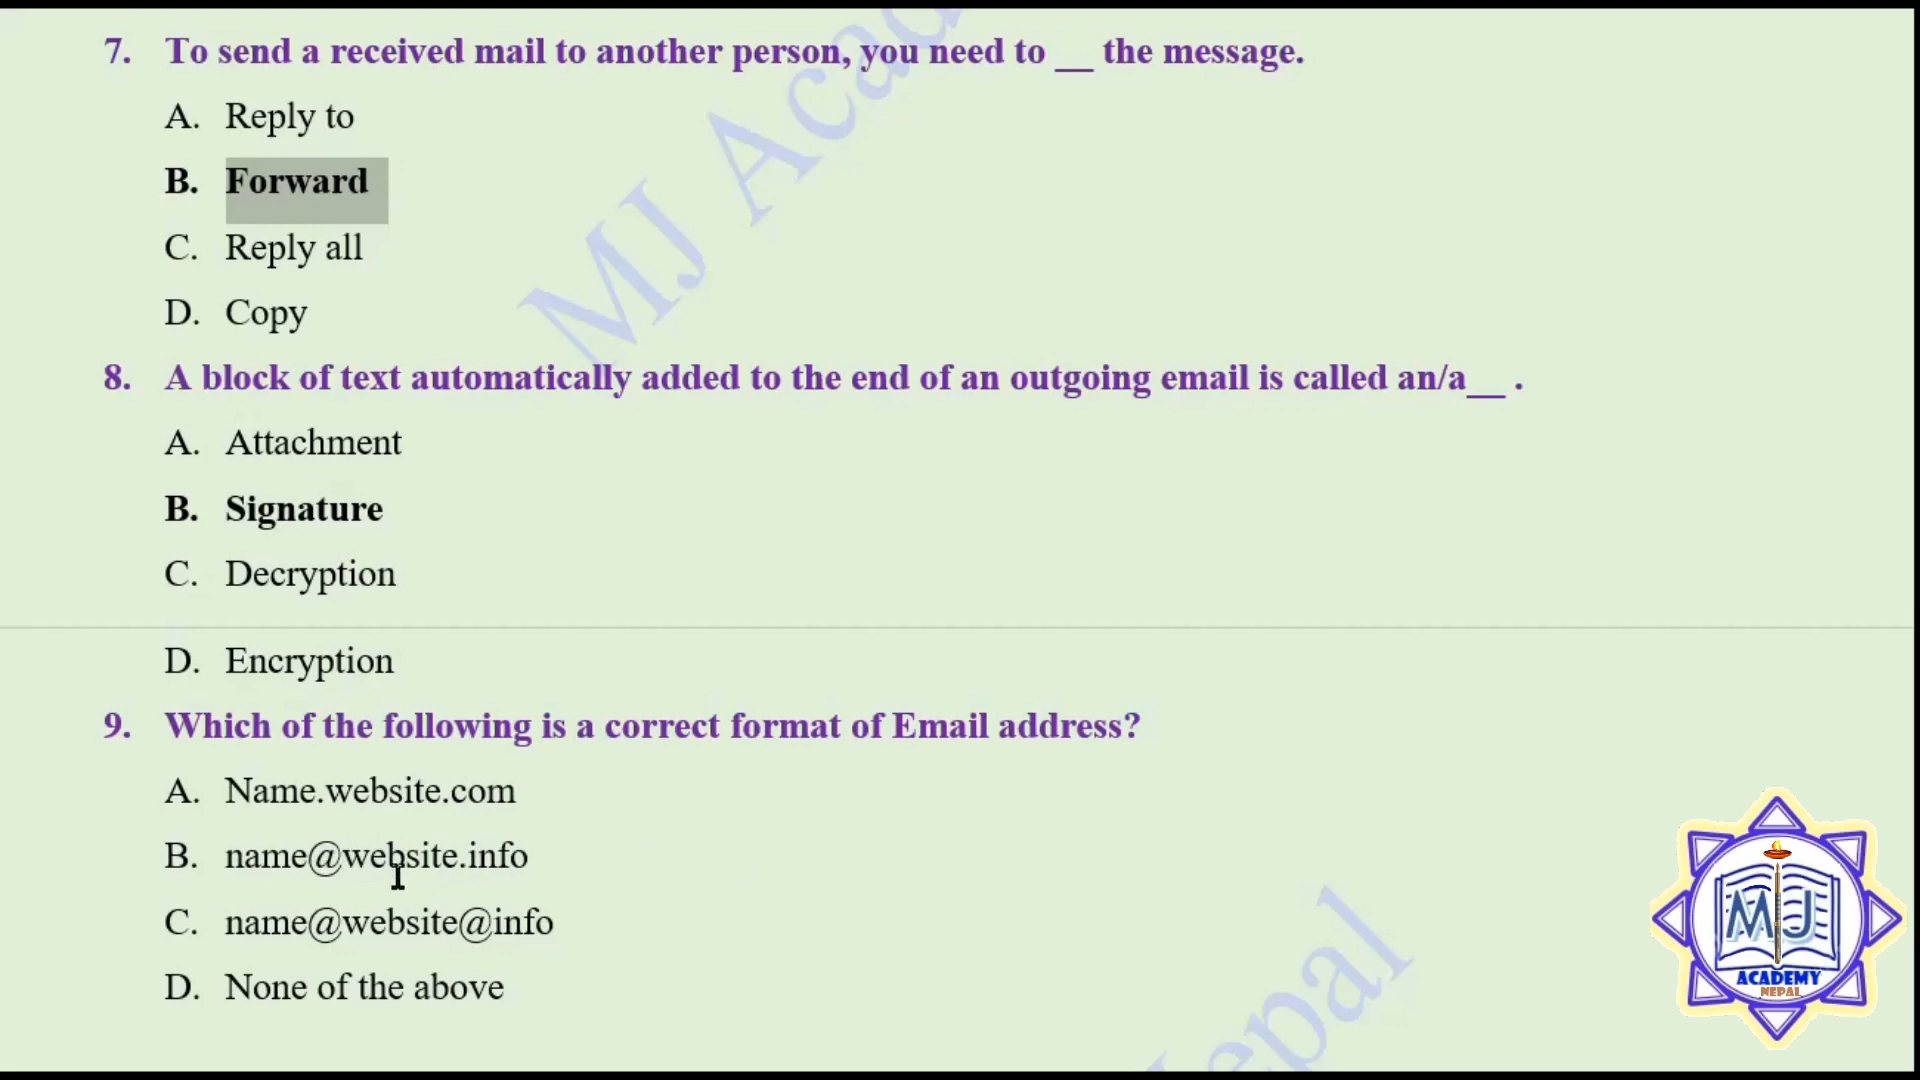 7. To send a received mail to another person, you need to __ the message.
A. Reply to
B. Forward
C. Reply all
D. Copy
8. A block of text automatically added to the end of an outgoing email is called an/a__ .
A. Attachment
B. Signature
C. Decryption
D. Encryption
9. Which of the following is a correct format of Email address?
A. Name.website.com
B. name@website.info
C. name@website@info
D. None of the above
MJ Acad
Nepal
MJ
ACADEMY
NEPAL